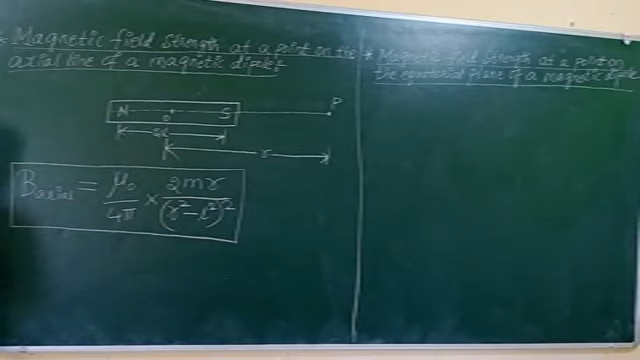 * Magnetic field strength at a point on the
axial line of a magnetic dipole:
N O S P
2l
r
B axial = μ₀/4π × 2mr/(r²-l²)²
* Magnetic field strength at a point on
the equatorial plane of a magnetic dipole